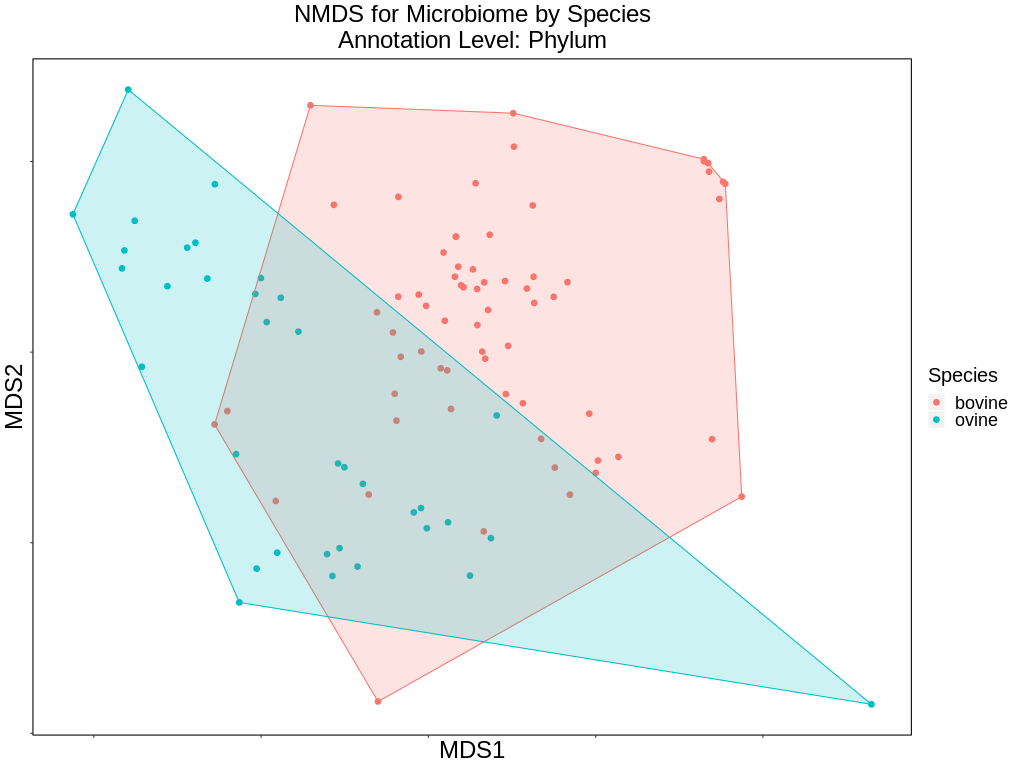 NMDS for Microbiome by Species
Annotation Level: Phylum
MDS2
MDS1
Species
bovine
ovine